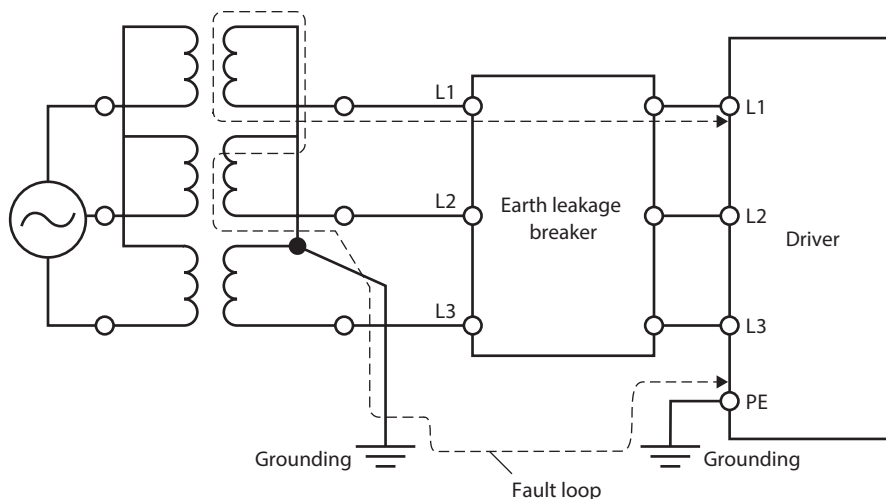 L1
L1
L2
Earth leakage
breaker
L2
Driver
L3
L3
PE
Grounding
Grounding
Fault loop